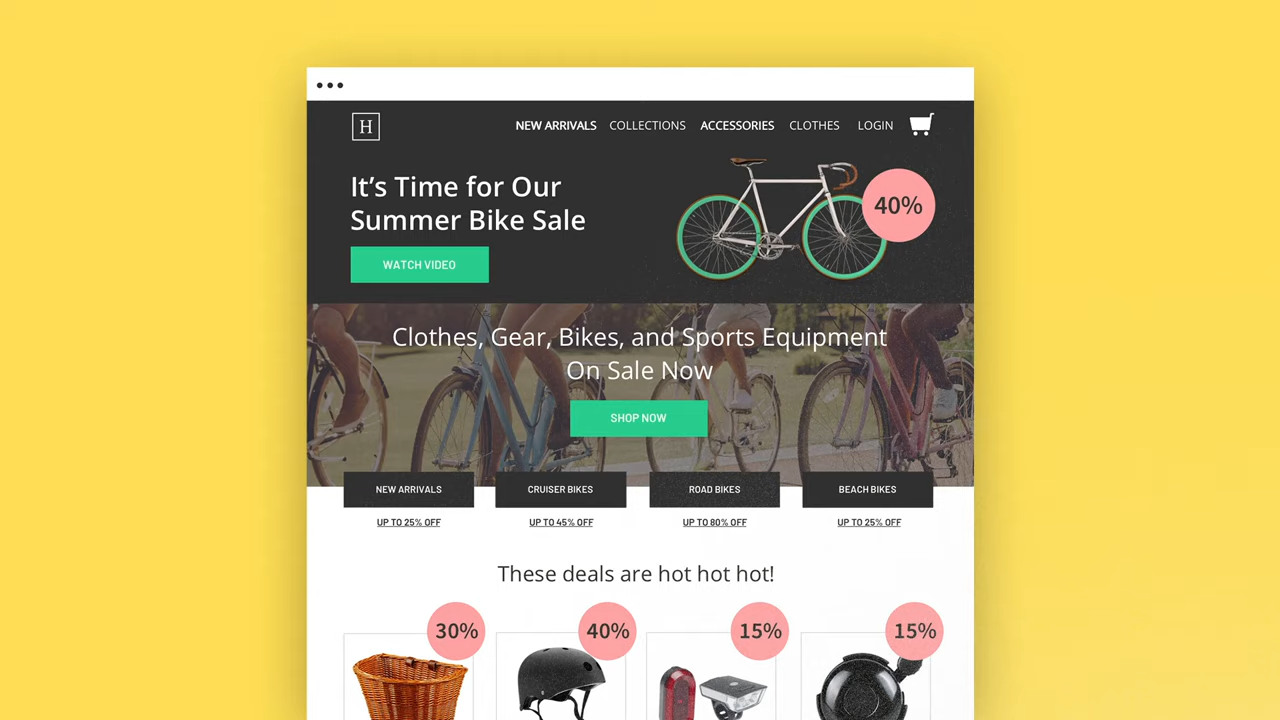 H
NEW ARRIVALS COLLECTIONS ACCESSORIES CLOTHES LOGIN
It's Time for Our
Summer Bike Sale
40%
WATCH VIDEO
Clothes, Gear, Bikes, and Sports Equipment
On Sale Now
SHOP NOW
NEW ARRIVALS CRUISER BIKES ROAD BIKES BEACH BIKES
UP TO 25% OFF UP TO 45% OFF UP TO 80% OFF UP TO 25% OFF
These deals are hot hot hot!
30% 40% 15% 15%